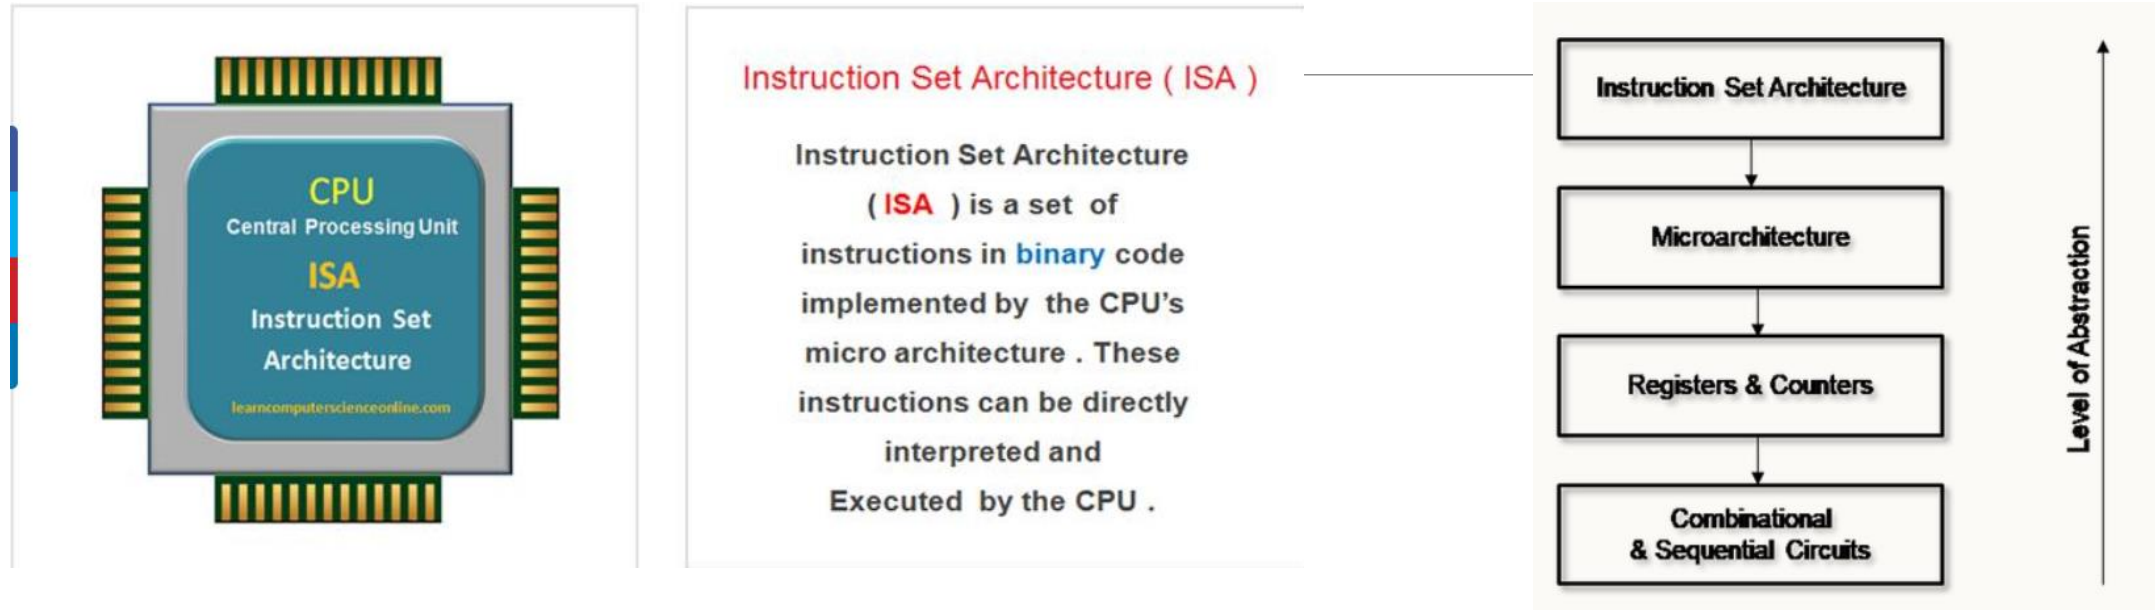 CPU
Central Processing Unit
ISA
Instruction Set
Architecture
learncomputerscienceonline.com
Instruction Set Architecture ( ISA )
Instruction Set Architecture
( ISA ) is a set of
instructions in binary code
implemented by the CPU's
micro architecture . These
instructions can be directly
interpreted and
Executed by the CPU .
Instruction Set Architecture
Microarchitecture
Registers & Counters
Combinational
& Sequential Circuits
Level of Abstraction